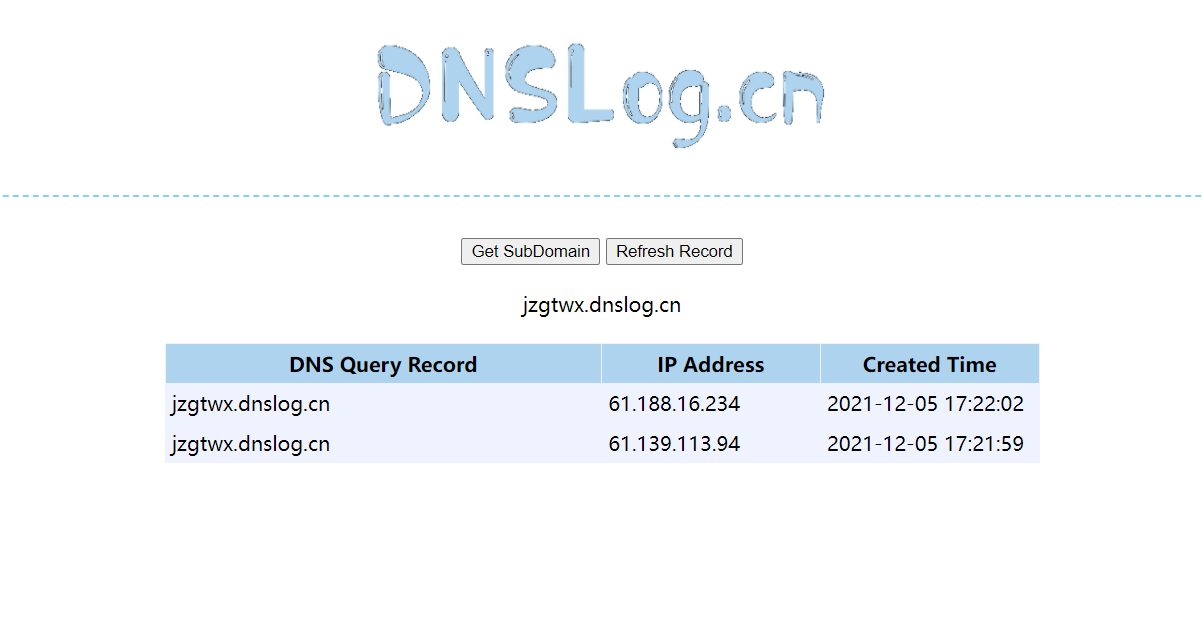 DNSLog.cn
Get SubDomain Refresh Record
jzgtwx.dnslog.cn
DNS Query Record IP Address Created Time
jzgtwx.dnslog.cn 61.188.16.234 2021-12-05 17:22:02
jzgtwx.dnslog.cn 61.139.113.94 2021-12-05 17:21:59